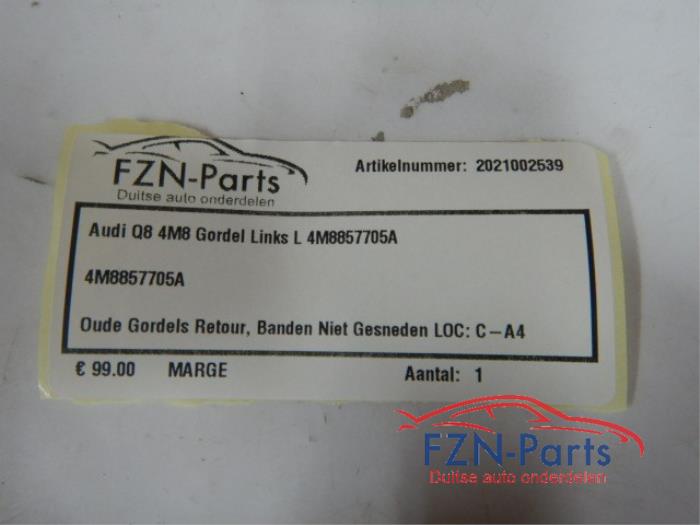 FZN-Parts
Duitse auto onderdelen
Artikelnummer: 2021002539
Audi Q8 4M8 Gordel Links L 4M8857705A
4M8857705A
Oude Gordels Retour, Banden Niet Gesneden LOC: C-A4
€ 99.00 MARGE Aantal: 1
FZN-Parts
Duitse auto onderdelen